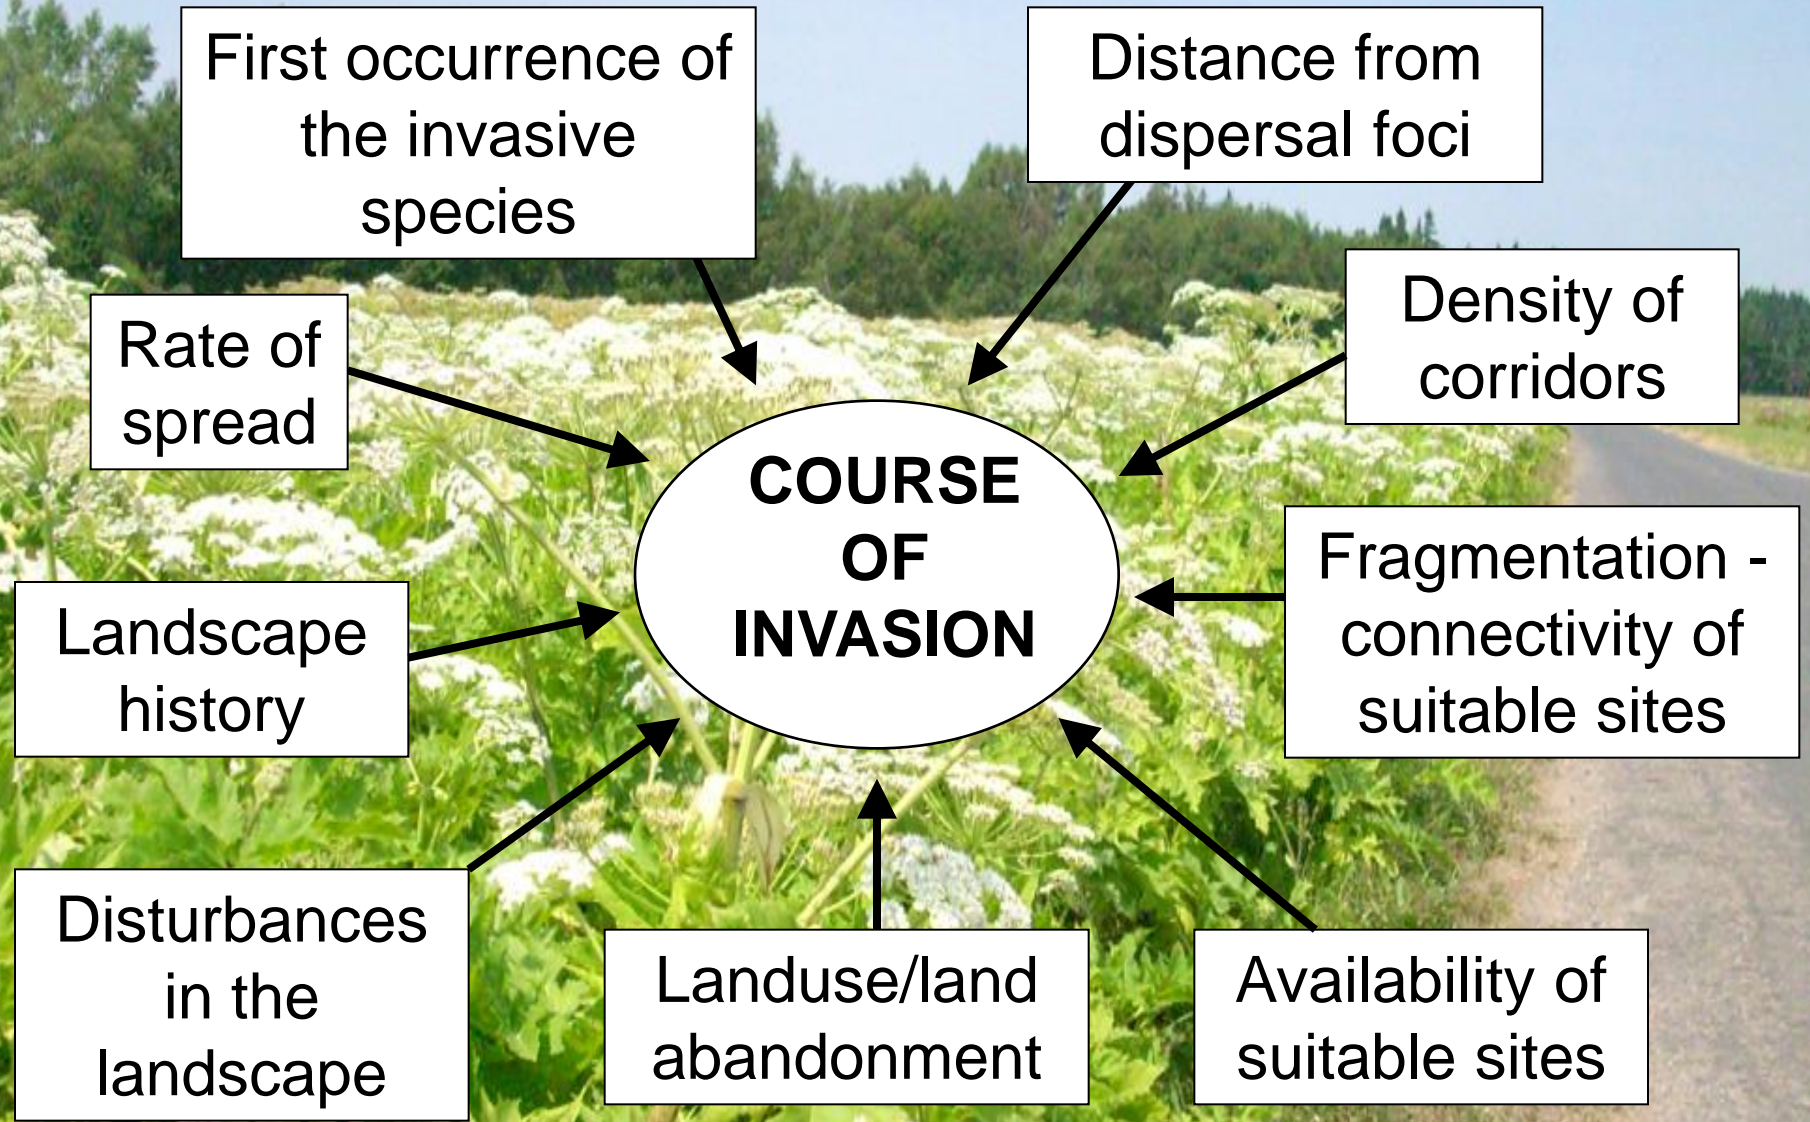 First occurrence of
the invasive
species
Distance from
dispersal foci
Density of
corridors
Rate of
spread
COURSE
OF
INVASION
Fragmentation -
connectivity of
suitable sites
Landscape
history
Disturbances
in the
landscape
Landuse/land
abandonment
Availability of
suitable sites